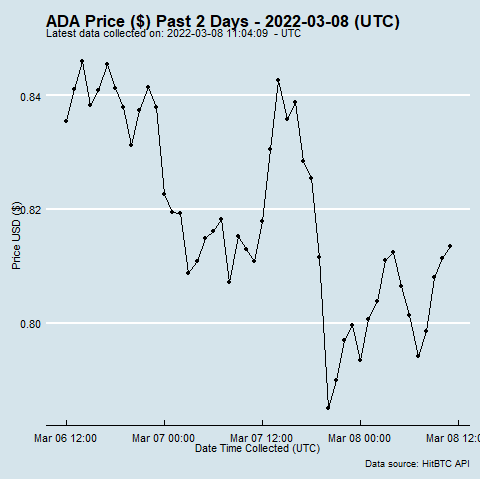 ADA Price ($) Past 2 Days - 2022-03-08 (UTC)
Latest data collected on: 2022-03-08 11:04:09  - UTC
0.84
0.82
0.80
Price USD ($)
Mar 06 12:00 Mar 07 00:00 Mar 07 12:00 Mar 08 00:00 Mar 08 12:00
Date Time Collected (UTC)
Data source: HitBTC API